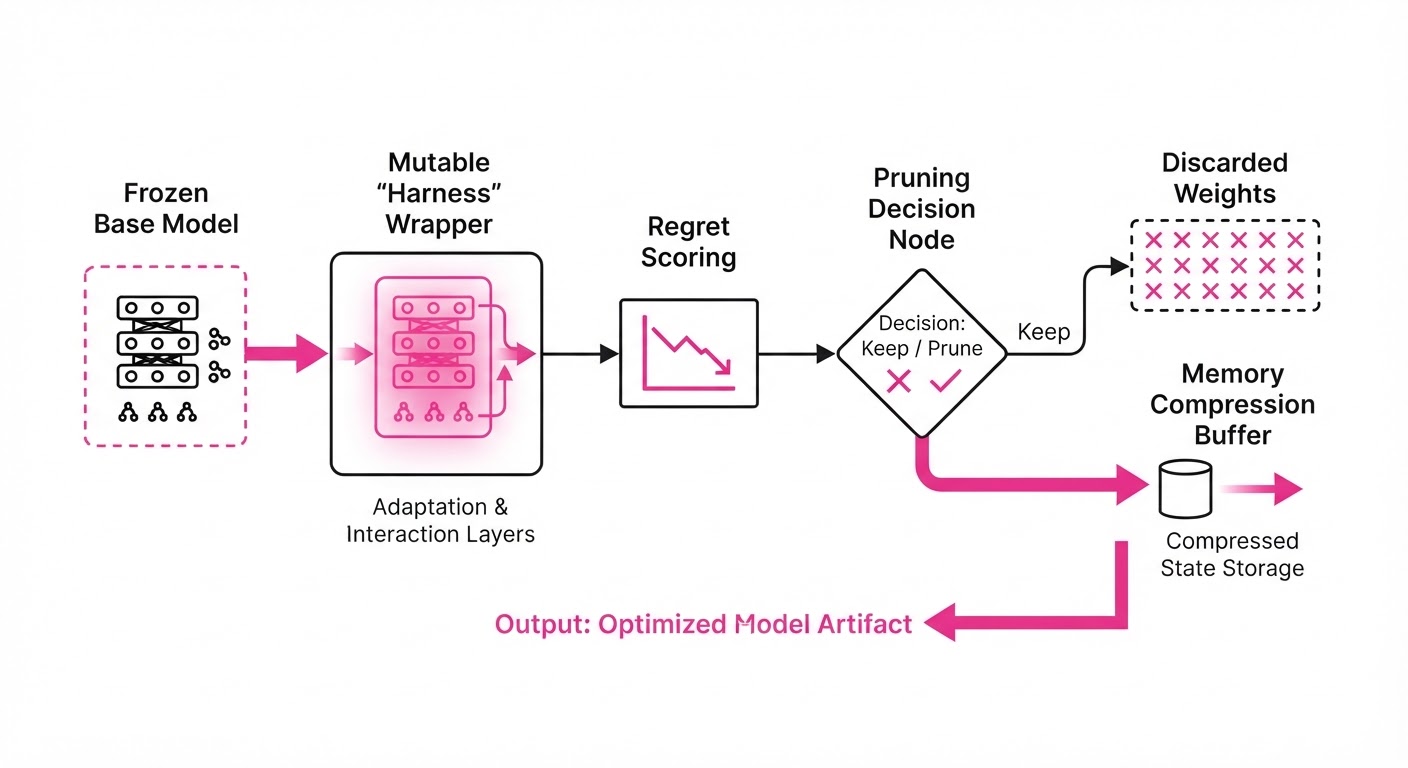 Frozen
Base Model
Mutable
“Harness”
Wrapper
Adaptation &
Interaction Layers
Regret
Scoring
Pruning
Decision
Node
Decision:
Keep / Prune
Keep
Discarded
Weights
Memory
Compression
Buffer
Compressed
State Storage
Output: Optimized Model Artifact